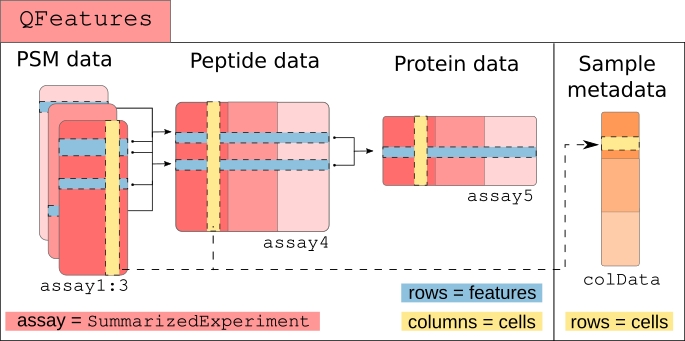 QFeatures
PSM data
Peptide data
Protein data
Sample
metadata
assay1:3
assay4
assay5
colData
rows = features
assay = SummarizedExperiment
columns = cells
rows = cells